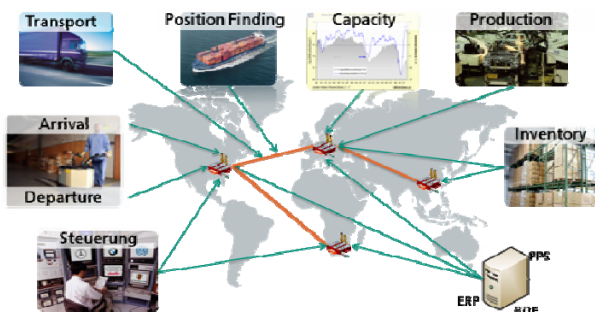 Transport
Position Finding
Capacity
Production
Arrival
Inventory
Departure
Steuerung
PPS
ERP